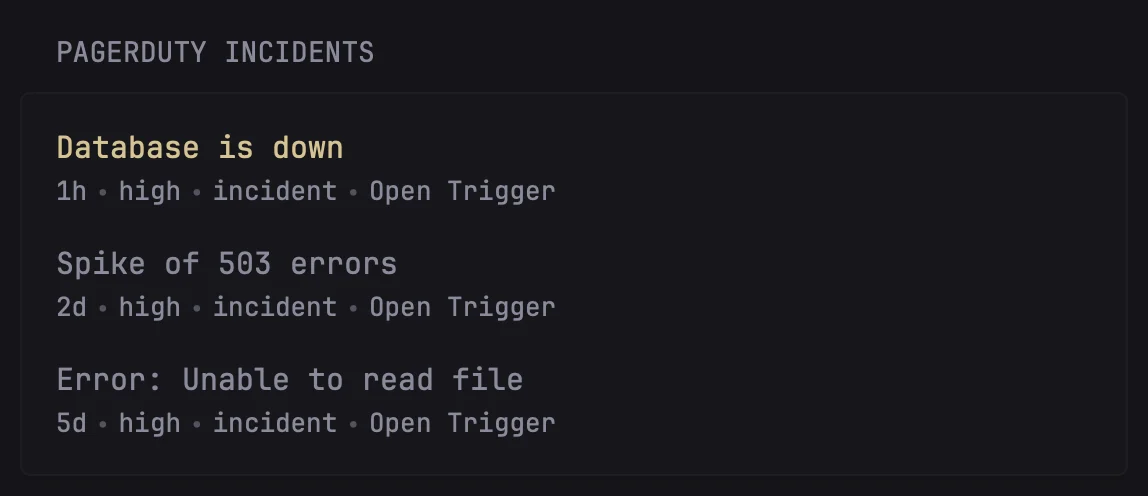 PAGERDUTY INCIDENTS
Database is down
1h • high • incident • Open Trigger
Spike of 503 errors
2d • high • incident • Open Trigger
Error: Unable to read file
5d • high • incident • Open Trigger